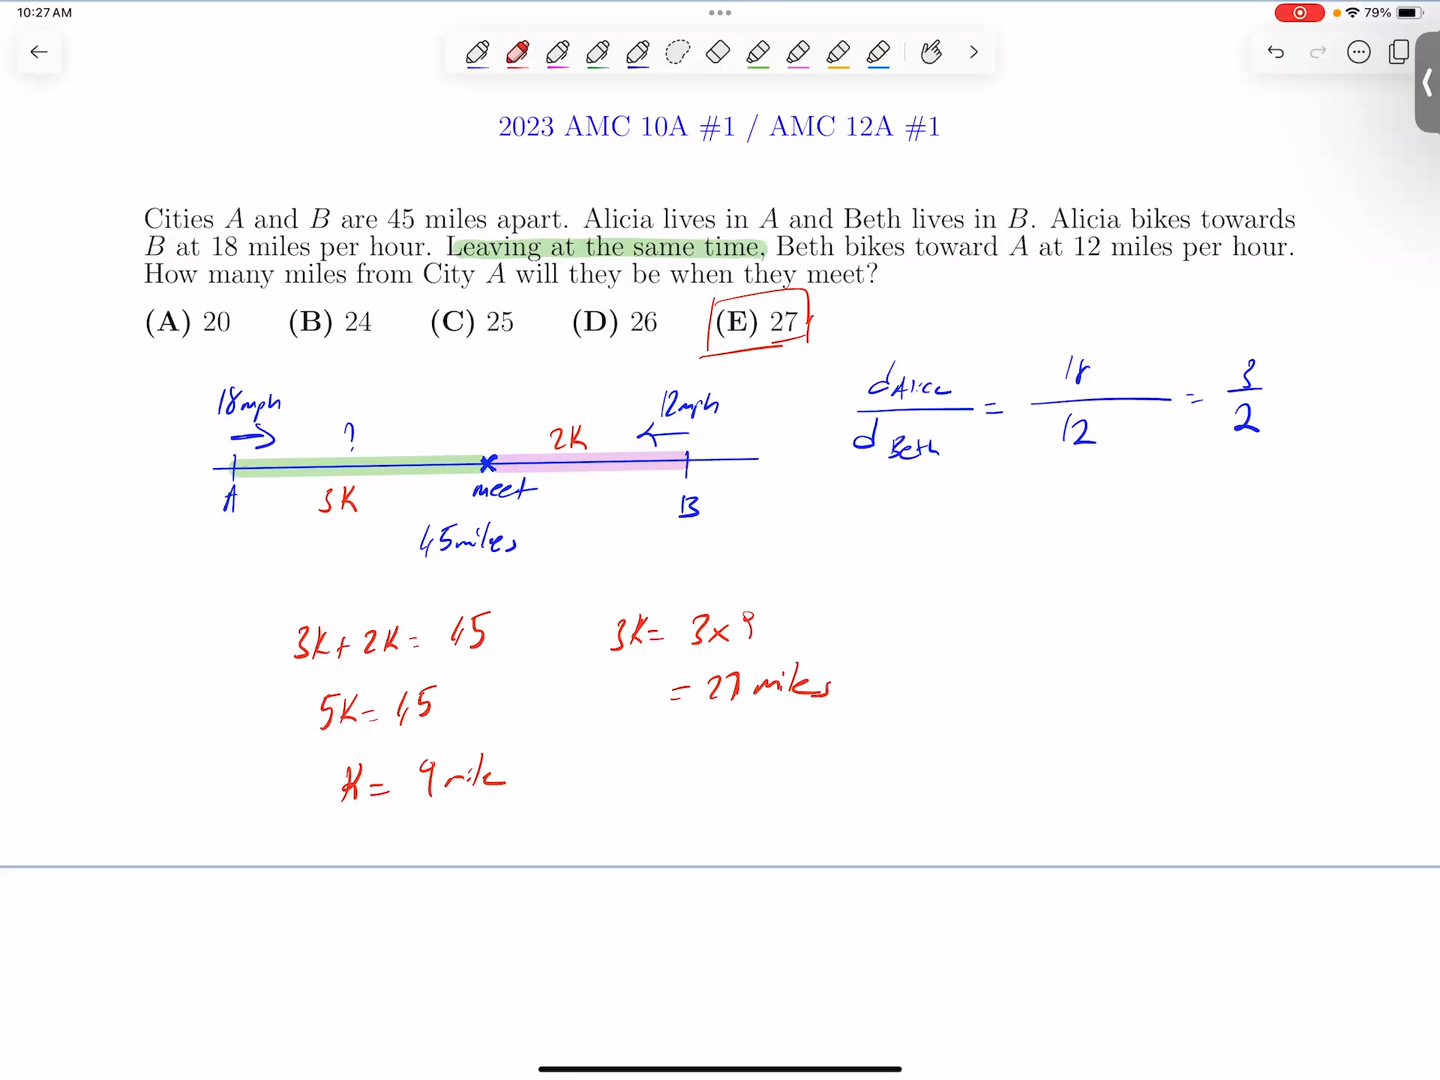 10:27AM
79%
2023 AMC 10A #1 / AMC 12A #1
Cities A and B are 45 miles apart. Alicia lives in A and Beth lives in B. Alicia bikes towards
B at 18 miles per hour. Leaving at the same time, Beth bikes toward A at 12 miles per hour.
How many miles from City A will they be when they meet?
(A) 20 (B) 24 (C) 25 (D) 26 (E) 27
18mph 12mph
? 2K
A 3K meet B
45miles
dAlice / dBeth = 18 / 12 = 3 / 2
3K + 2K = 45
5K = 45
K = 9 mile
3K = 3 x 9
= 27 miles